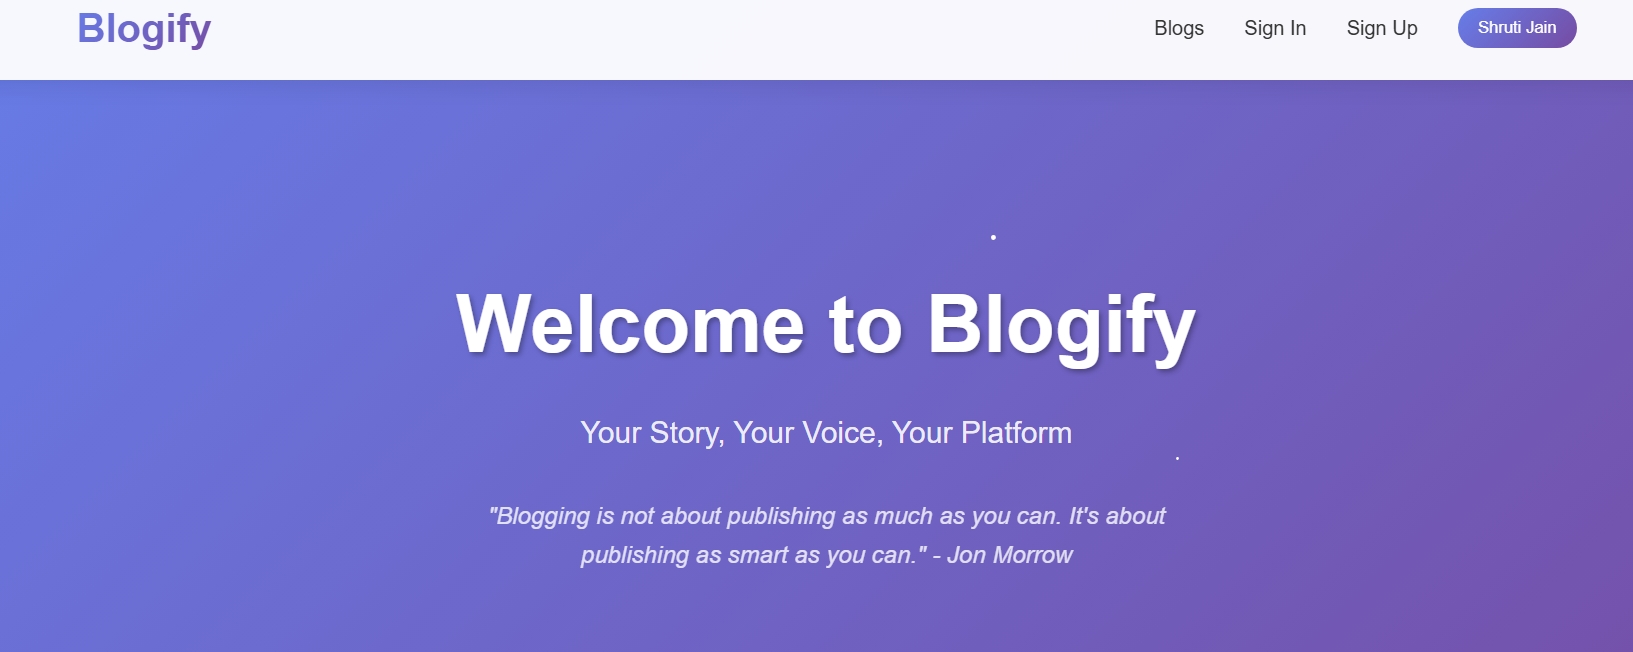 Blogify
Blogs Sign In Sign Up Shruti Jain
Welcome to Blogify
Your Story, Your Voice, Your Platform
"Blogging is not about publishing as much as you can. It's about
publishing as smart as you can." - Jon Morrow